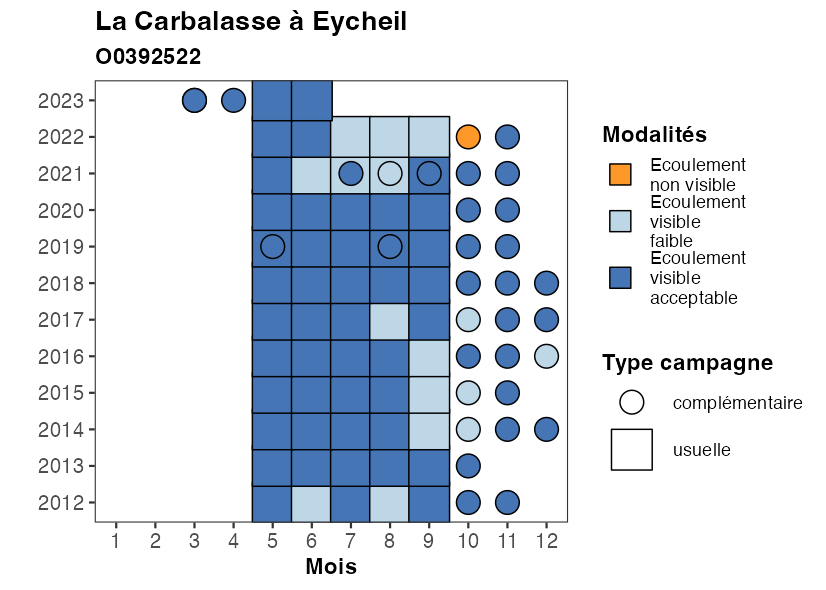 La Carbalasse à Eycheil
O0392522
2023
2022
2021
2020
2019
2018
2017
2016
2015
2014
2013
2012
1 2 3 4 5 6 7 8 9 10 11 12
Mois
Modalités
Ecoulement
non visible
Ecoulement
visible
faible
Ecoulement
visible
acceptable
Type campagne
complémentaire
usuelle